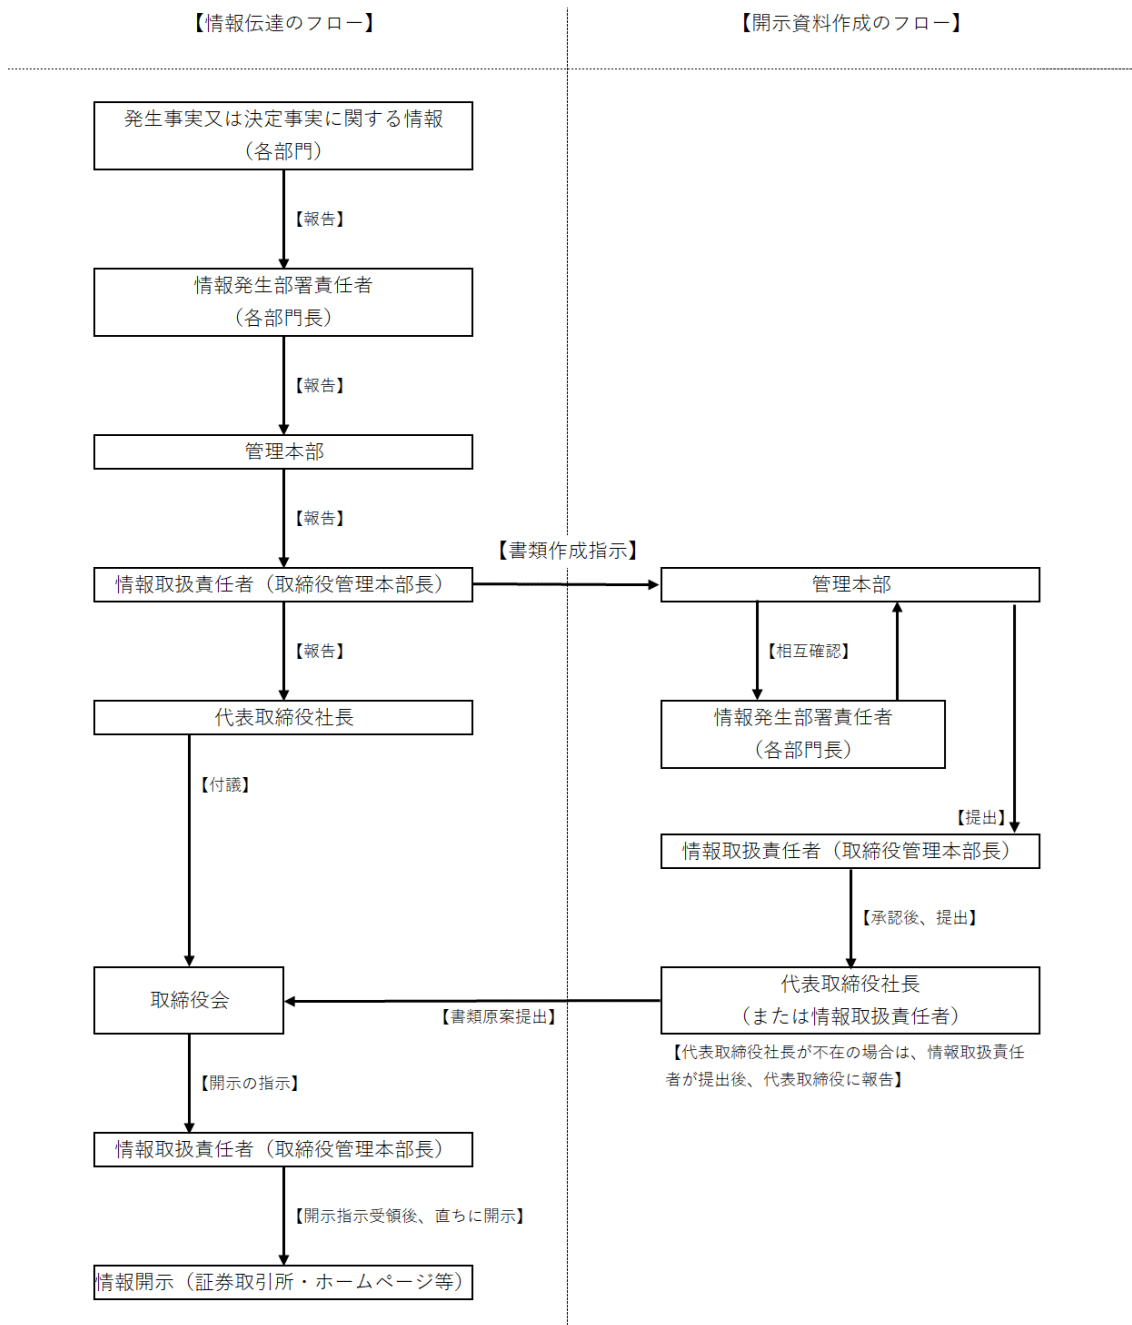 【情報伝達のフロー】
【開示資料作成のフロー】
発生事実又は決定事実に関する情報
（各部門）
【報告】
情報発生部署責任者
（各部門長）
【報告】
管理本部
【報告】
【書類作成指示】
情報取扱責任者（取締役管理本部長）
管理本部
【報告】
【相互確認】
代表取締役社長
情報発生部署責任者
（各部門長）
【付議】
【提出】
情報取扱責任者（取締役管理本部長）
【承認後、提出】
取締役会
代表取締役社長
（または情報取扱責任者）
【書類原案提出】
【代表取締役社長が不在の場合は、情報取扱責任
者が提出後、代表取締役に報告】
【開示の指示】
情報取扱責任者（取締役管理本部長）
【開示指示受領後、直ちに開示】
情報開示（証券取引所・ホームページ等）